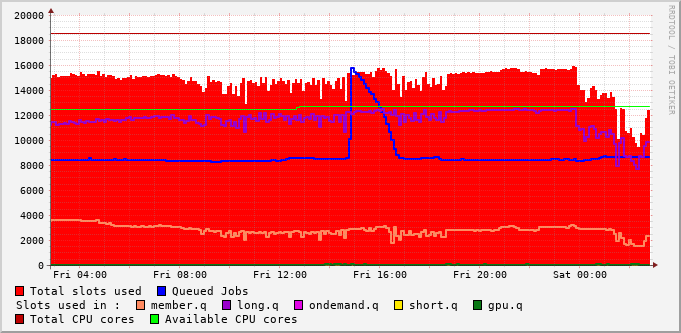 20000
18000
16000
14000
12000
10000
8000
6000
4000
2000
0
Fri 04:00 Fri 08:00 Fri 12:00 Fri 16:00 Fri 20:00 Sat 00:00
Total slots used Queued Jobs
Slots used in : member.q long.q ondemand.q short.q gpu.q
Total CPU cores Available CPU cores
RRDTOOL / TOBI OETIKER